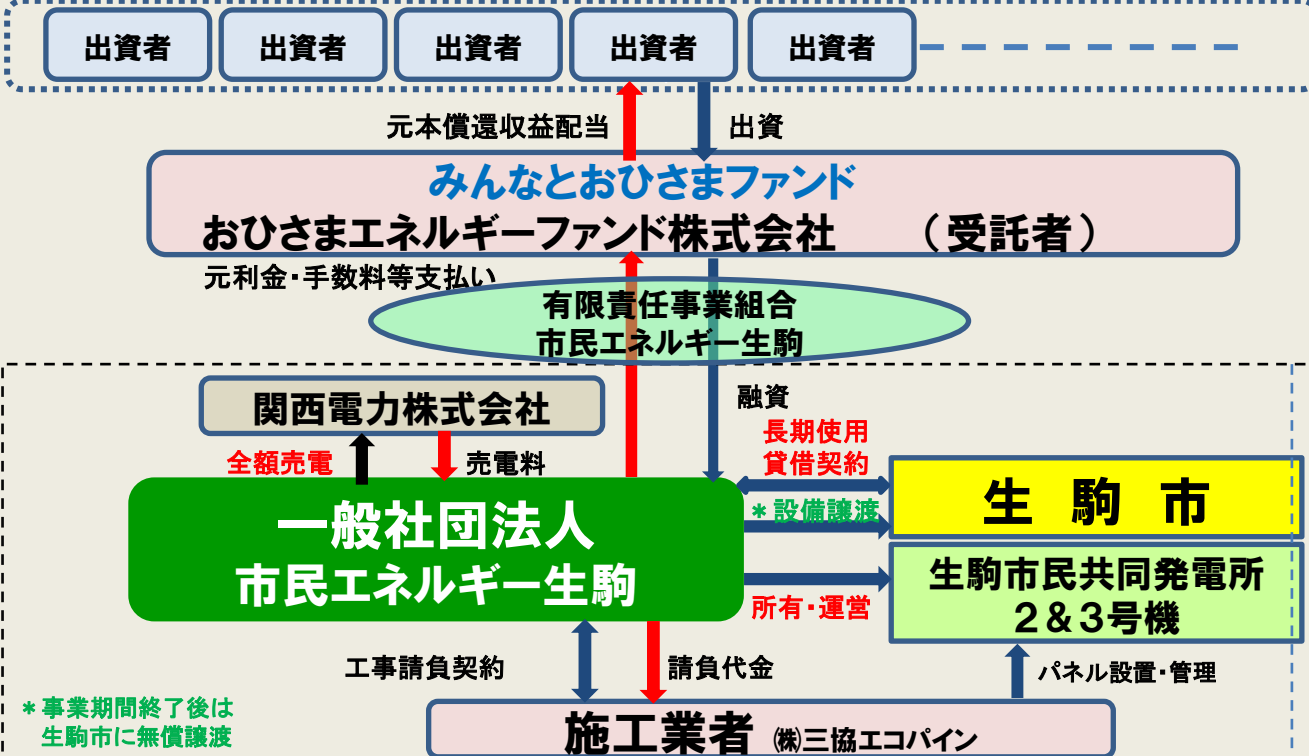 出資者
出資者
出資者
出資者
出資者
元本償還収益配当
出資
みんなとおひさまファンド
おひさまエネルギーファンド株式会社 （受託者）
元利金・手数料等支払い
有限責任事業組合
市民エネルギー生駒
関西電力株式会社
融資
長期使用
貸借契約
全額売電
売電料
一般社団法人
市民エネルギー生駒
＊設備譲渡
生駒市
生駒市民共同発電所
２＆３号機
所有・運営
工事請負契約
請負代金
パネル設置・管理
＊事業期間終了後は
生駒市に無償譲渡
施工業者 ㈱三協エコパイン